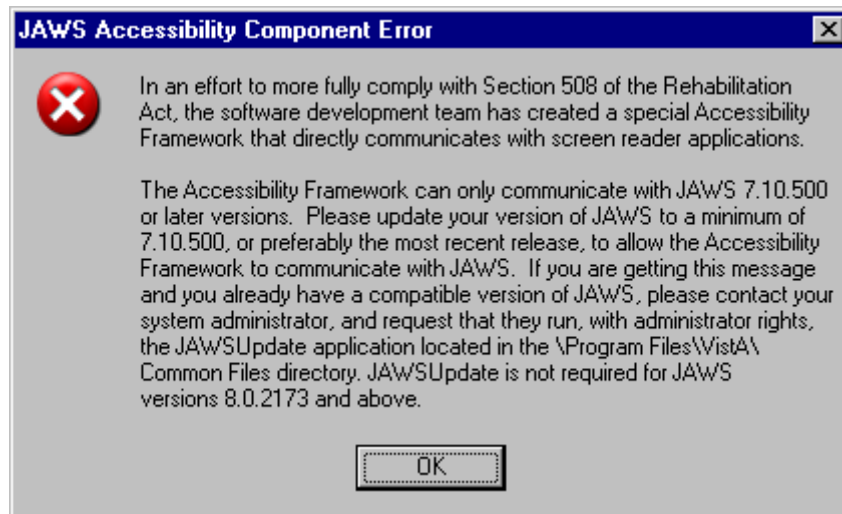 JAWS Accessibility Component Error
In an effort to more fully comply with Section 508 of the Rehabilitation
Act, the software development team has created a special Accessibility
Framework that directly communicates with screen reader applications.
The Accessibility Framework can only communicate with JAWS 7.10.500
or later versions.  Please update your version of JAWS to a minimum of
7.10.500, or preferably the most recent release, to allow the Accessibility
Framework to communicate with JAWS.  If you are getting this message
and you already have a compatible version of JAWS, please contact your
system administrator, and request that they run, with administrator rights,
the JAWSUpdate application located in the \Program Files\VistA\
Common Files directory. JAWSUpdate is not required for JAWS
versions 8.0.2173 and above.
OK